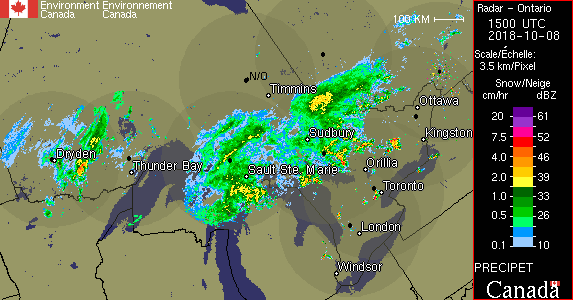 Environment Environnement
Canada Canada
100 KM
N/O
Timmins
Ottawa
Sudbury
Kingston
Dryden
Thunder Bay
Sault Ste. Marie
Orillia
Toronto
London
Windsor
Radar - Ontario
1500 UTC
2018-10-08
Scale/Échelle:
3.5 km/Pixel
Snow/Neige
cm/hr dBZ
20 61
7.5 52
4.0 46
2.0 39
1.0 33
0.5 26
0.1 10
PRECIPET
Canada